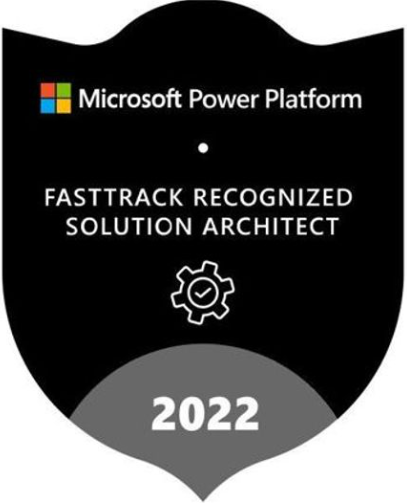 Microsoft Power Platform
FASTTRACK RECOGNIZED
SOLUTION ARCHITECT
2022